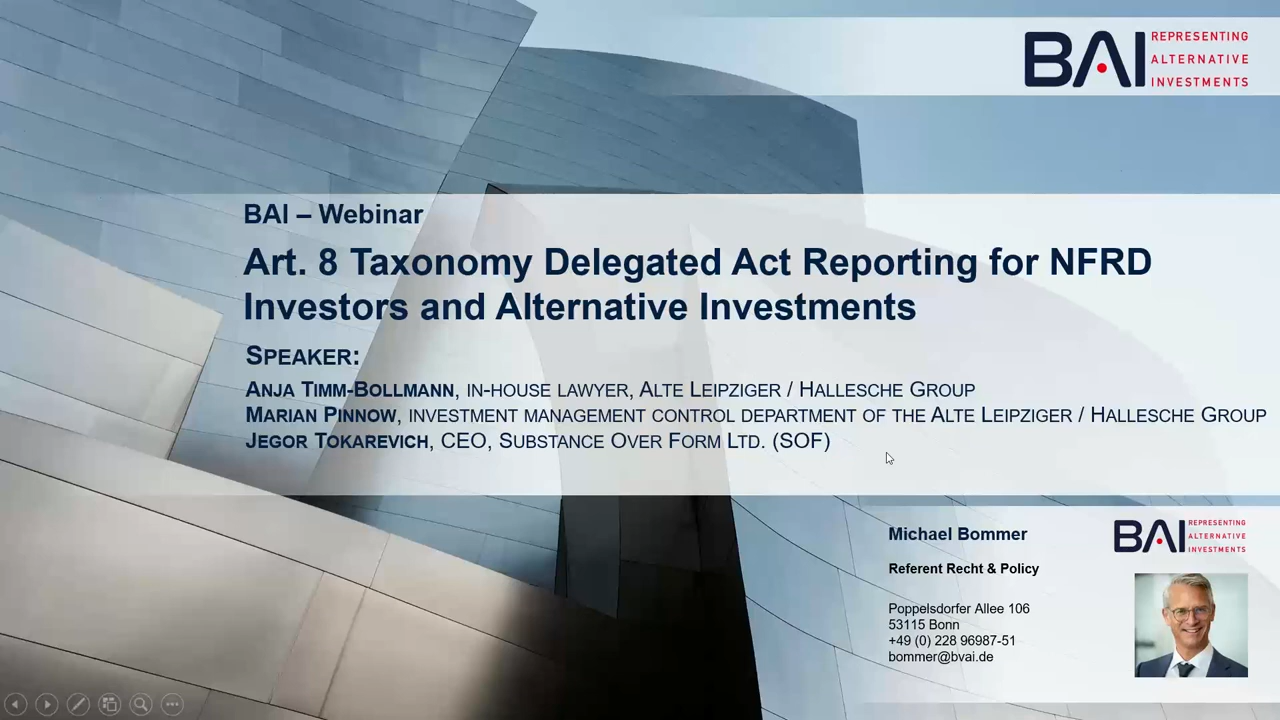 BAI REPRESENTING
ALTERNATIVE
INVESTMENTS
BAI – Webinar
Art. 8 Taxonomy Delegated Act Reporting for NFRD
Investors and Alternative Investments
SPEAKER:
ANJA TIMM-BOLLMANN, IN-HOUSE LAWYER, ALTE LEIPZIGER / HALLESCHE GROUP
MARIAN PINNOW, INVESTMENT MANAGEMENT CONTROL DEPARTMENT OF THE ALTE LEIPZIGER / HALLESCHE GROUP
JEGOR TOKAREVICH, CEO, SUBSTANCE OVER FORM LTD. (SOF)
Michael Bommer
BAI REPRESENTING
ALTERNATIVE
INVESTMENTS
Referent Recht & Policy
Poppelsdorfer Allee 106
53115 Bonn
+49 (0) 228 96987-51
bommer@bvai.de